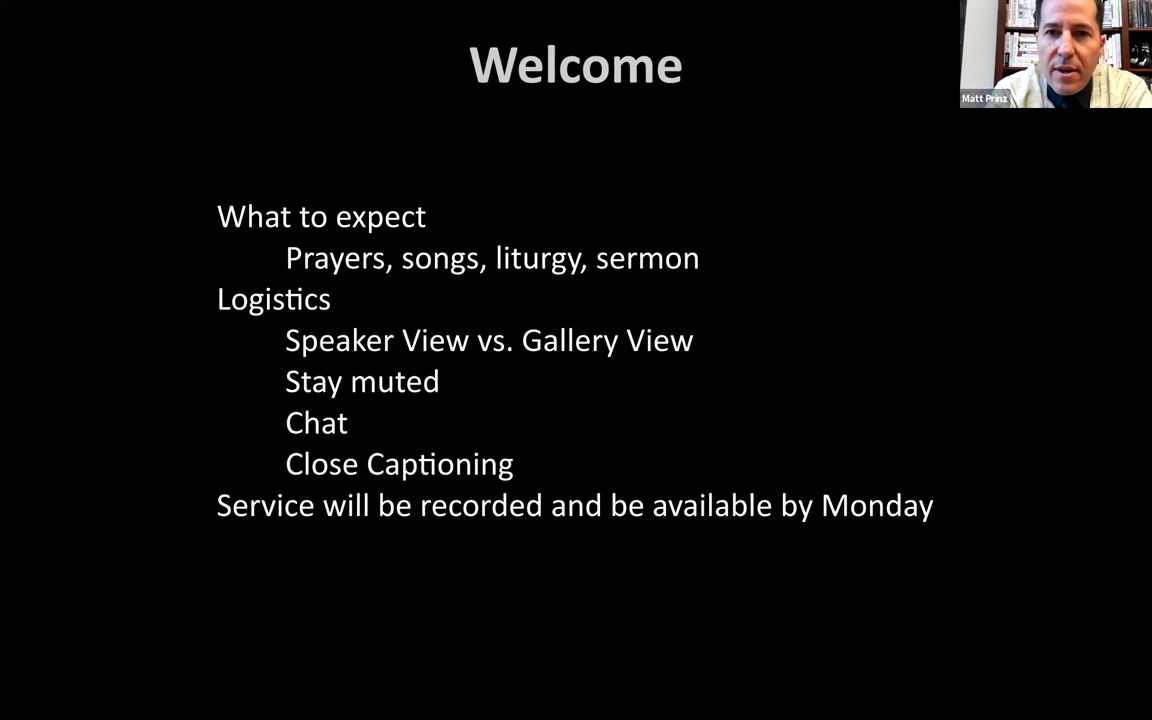 Welcome
Matt Prinz
What to expect
Prayers, songs, liturgy, sermon
Logistics
Speaker View vs. Gallery View
Stay muted
Chat
Close Captioning
Service will be recorded and be available by Monday